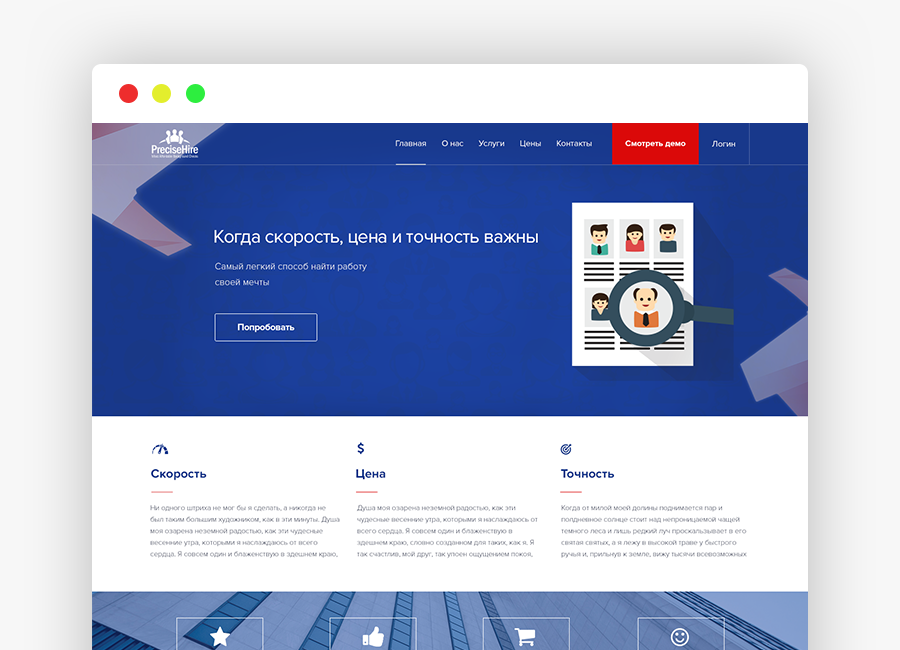 PreciseHire
Главная О нас Услуги Цены Контакты Смотреть демо Логин
Когда скорость, цена и точность важны
Самый легкий способ найти работу
своей мечты
Попробовать
Скорость
Ни одного штриха не мог бы я сделать, а никогда не
был таким большим художником, как в эти минуты. Душа
моя озарена неземной радостью, как эти чудесные
весенние утра, которыми я наслаждаюсь от всего
сердца. Я совсем один и блаженствую в здешнем краю,
Цена
Душа моя озарена неземной радостью, как эти
чудесные весенние утра, которыми я наслаждаюсь от
всего сердца. Я совсем один и блаженствую в
здешнем краю, словно созданном для таких, как я. Я
так счастлив, мой друг, так упоен ощущением покоя,
Точность
Когда от милой моей долины поднимается пар и
полдневное солнце стоит над непроницаемой чащей
темного леса и лишь редкий луч проскальзывает в его
святая святых, а я лежу в высокой траве у быстрого
ручья и, прильнув к земле, вижу тысячи всевозможных